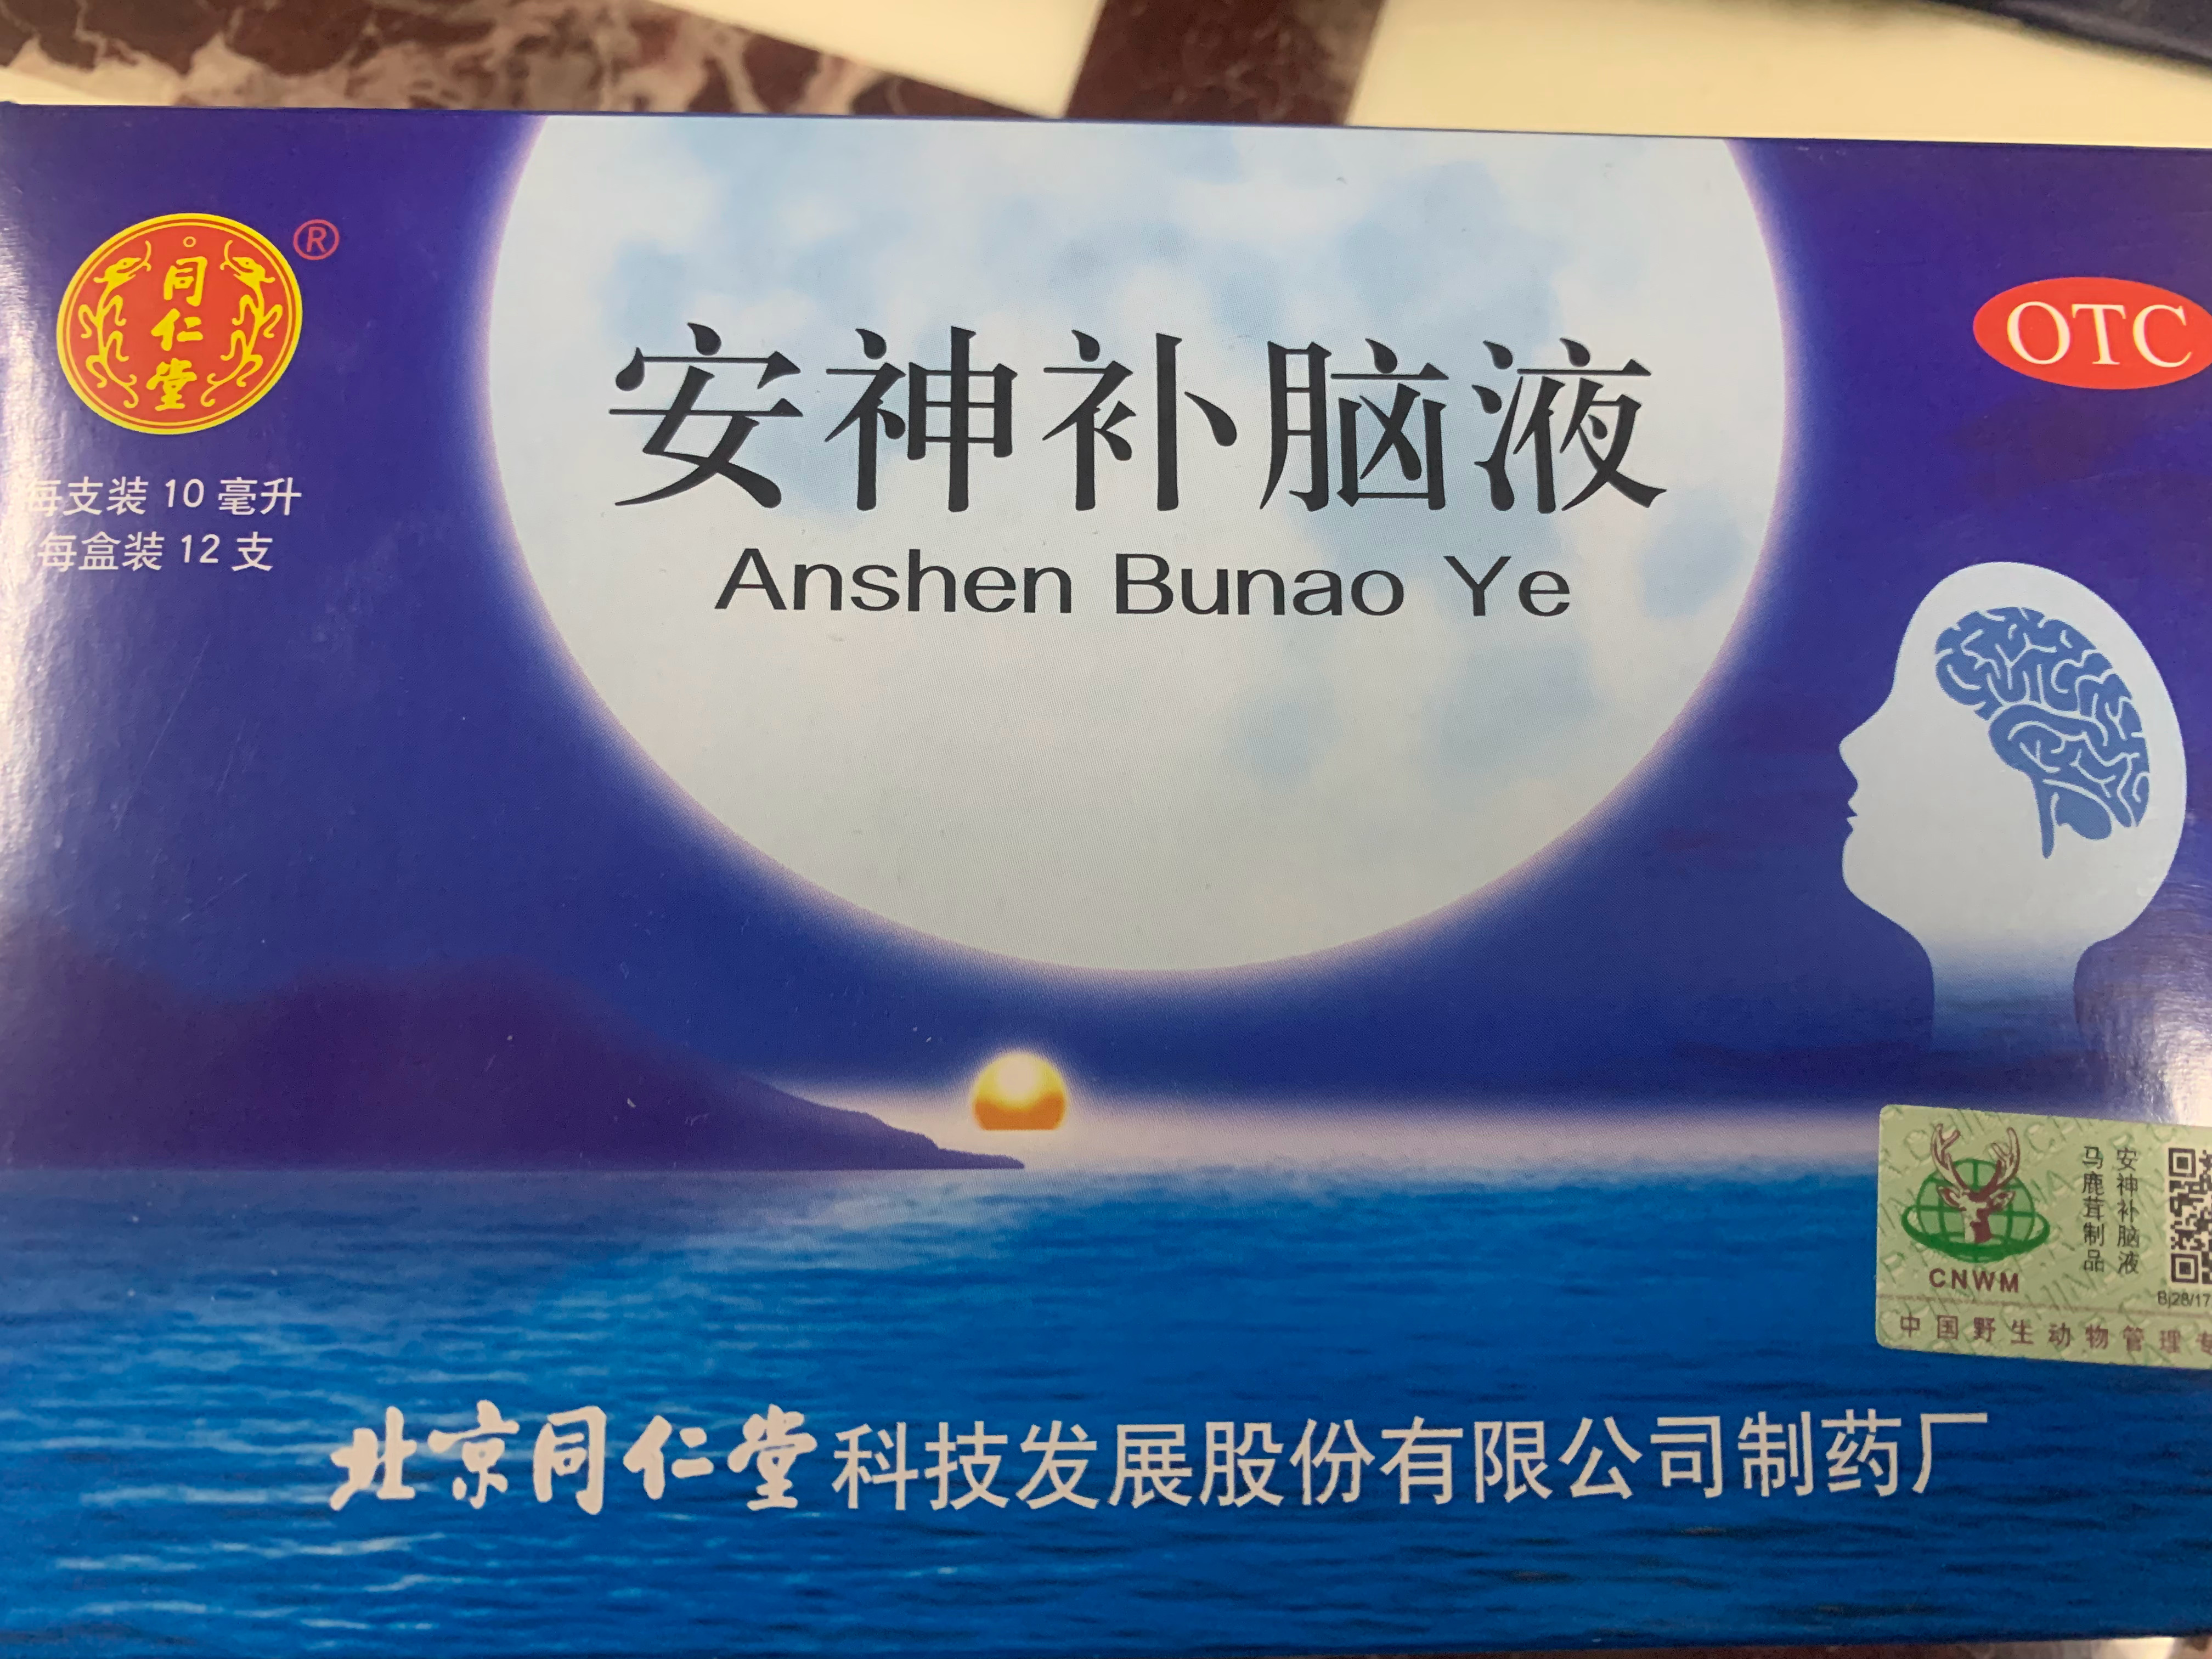 同仁堂
®
每支装 10 毫升
每盒装 12 支
安神补脑液
Anshen Bunao Ye
OTC
安神补脑液
马鹿茸制品
CNWM
Bj28/17
中国野生动物管理专
北京同仁堂科技发展股份有限公司制药厂